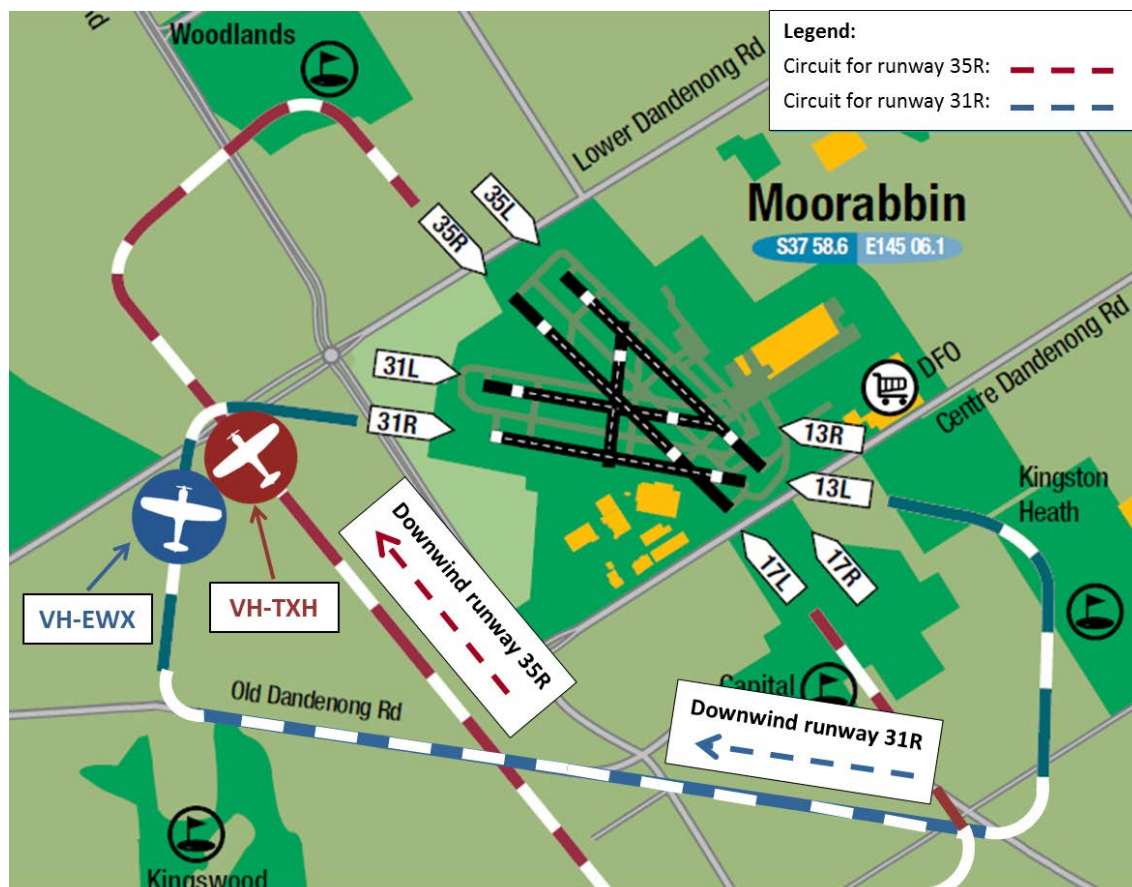 Woodlands
Legend:
Circuit for runway 35R:
Circuit for runway 31R:
Lower Dandenong Rd
Moorabbin
S37 58.6 E145 06.1
35L
35R
31L
31R
DFO
Centre Dandenong Rd
13R
13L
Kingston
Heath
17L
17R
VH-EWX
VH-TXH
Downwind runway 35R
Old Dandenong Rd
Capital
Downwind runway 31R
Kingswood